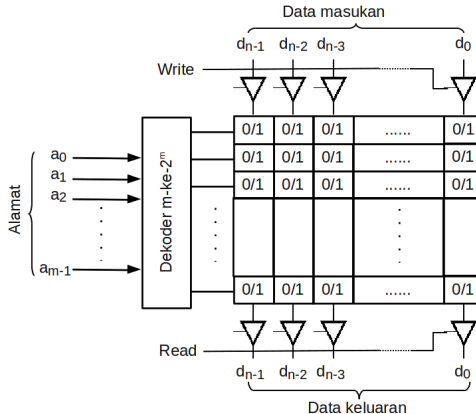 Data masukan
dn-1 dn-2 dn-3 d0
Write
0/1 0/1 0/1 ...... 0/1
0/1 0/1 0/1 ...... 0/1
0/1 0/1 0/1 ...... 0/1
Alamat
a0
a1
a2
am-1
Dekoder m-ke-2^m
0/1 0/1 0/1 ...... 0/1
Read
dn-1 dn-2 dn-3 d0
Data keluaran